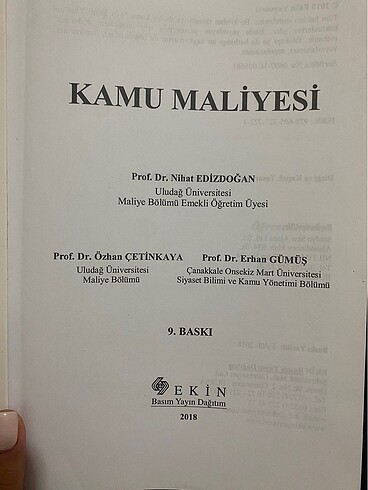 KAMU MALİYESİ
Prof. Dr. Nihat EDİZDOĞAN
Uludağ Üniversitesi
Maliye Bölümü Emekli Öğretim Üyesi
Prof. Dr. Özhan ÇETİNKAYA
Uludağ Üniversitesi
Maliye Bölümü
Prof. Dr. Erhan GÜMÜŞ
Çanakkale Onsekiz Mart Üniversitesi
Siyaset Bilimi ve Kamu Yönetimi Bölümü
9. BASKI
EKİN
Basım Yayın Dağıtım
2018